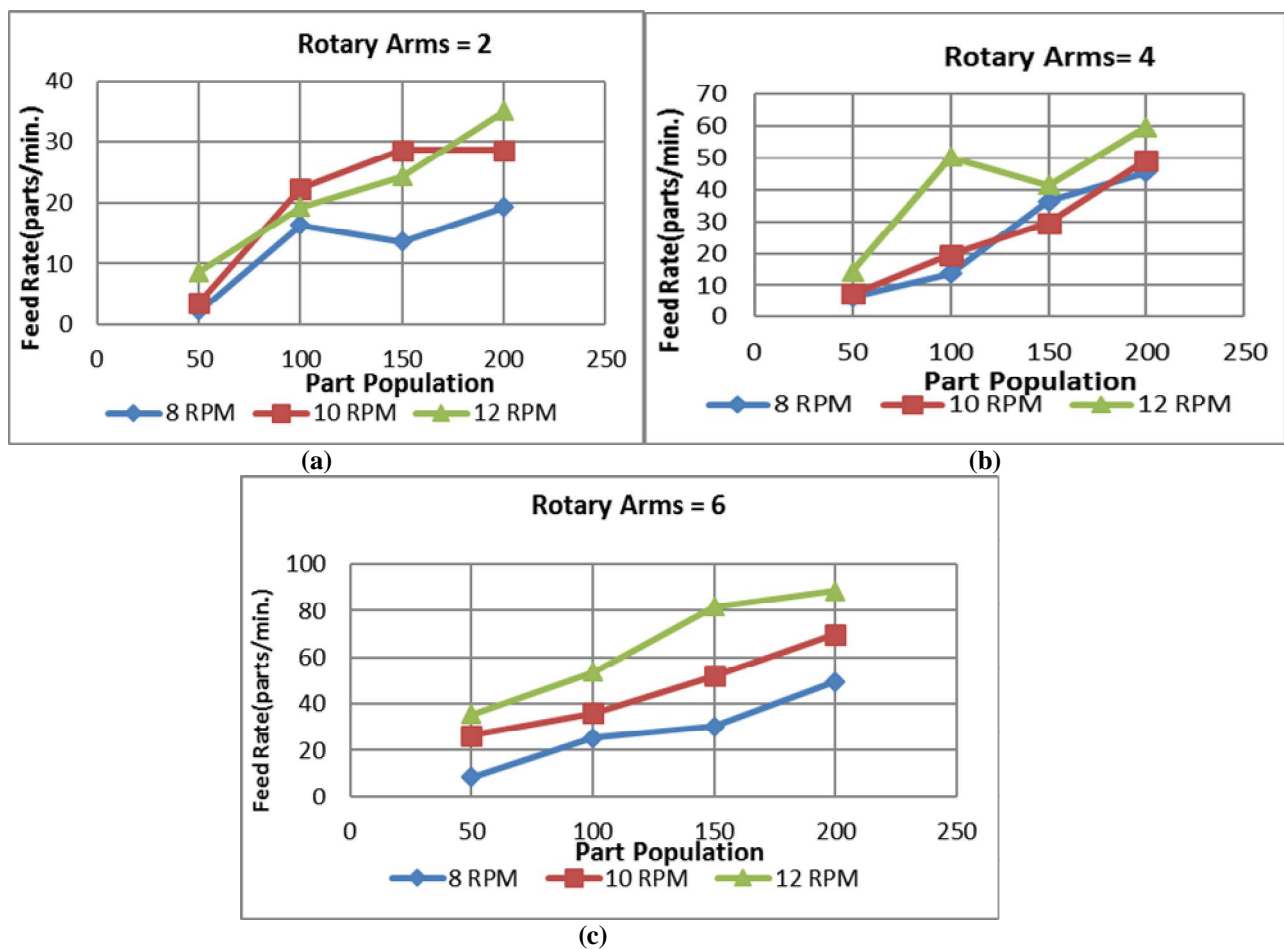 Rotary Arms = 2
Feed Rate(parts/min.)
40
30
20
10
0
0 50 100 150 200 250
Part Population
8 RPM 10 RPM 12 RPM
(a)
Rotary Arms= 4
Feed Rate(parts/min.)
70
60
50
40
30
20
10
0
0 50 100 150 200 250
Part Population
8 RPM 10 RPM 12 RPM
(b)
Rotary Arms = 6
Feed Rate(parts/min.)
100
80
60
40
20
0
0 50 100 150 200 250
Part Population
8 RPM 10 RPM 12 RPM
(c)